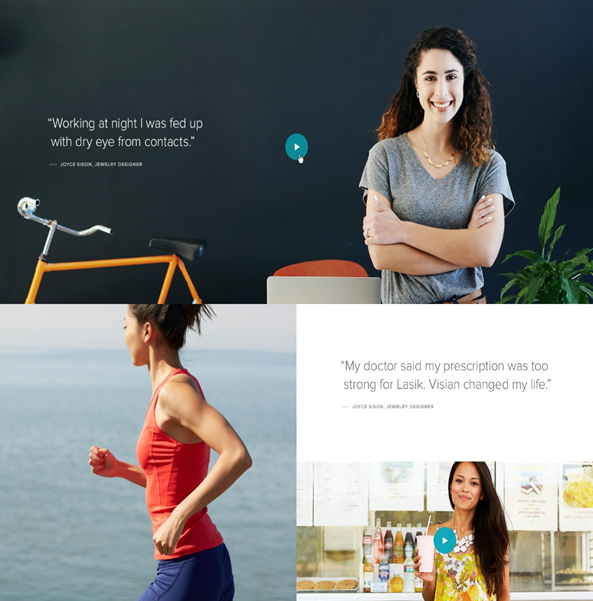 “Working at night I was fed up
with dry eye from contacts.”
— JOYCE SISON, JEWELRY DESIGNER
“My doctor said my prescription was too
strong for Lasik. Visian changed my life.”
— JOYCE SISON, JEWELRY DESIGNER